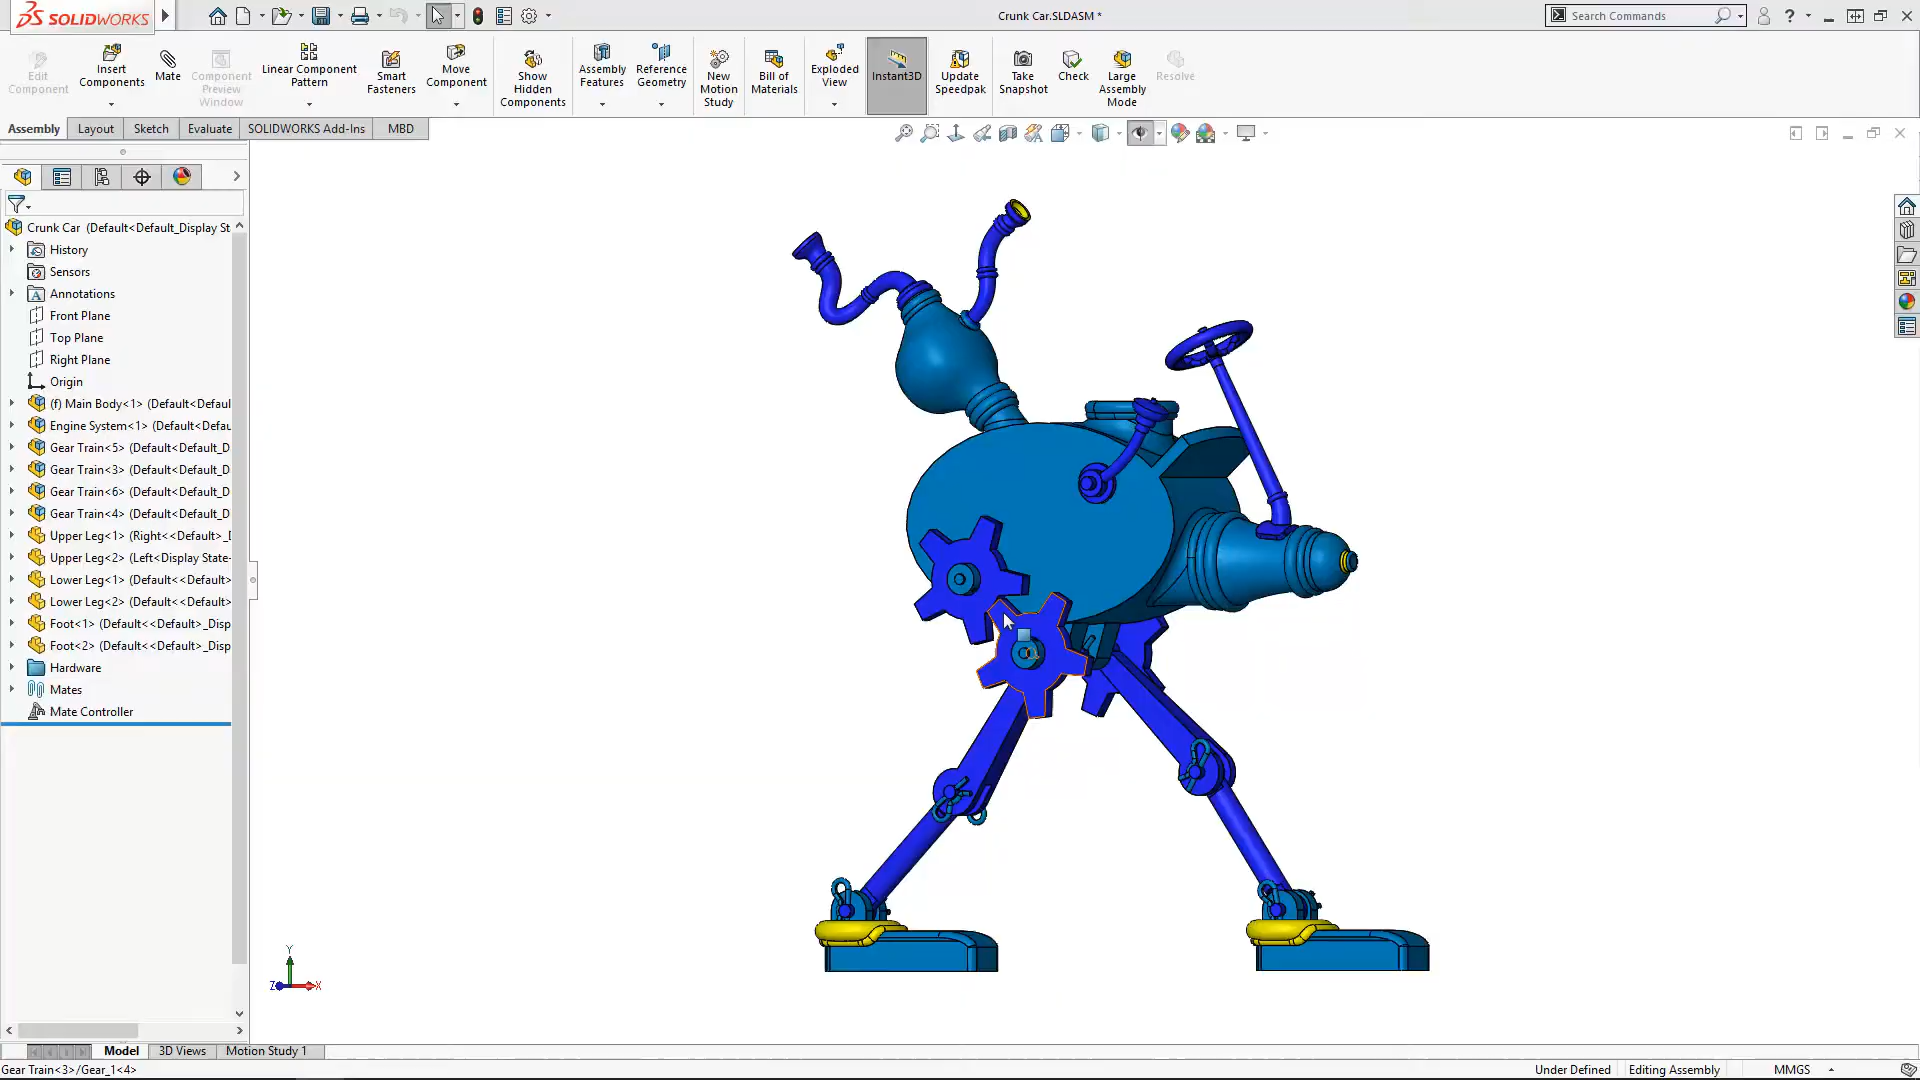 SOLIDWORKS
Crunk Car.SLDASM *
Search Commands
Edit Component
Insert Components
Mate
Component Preview Window
Linear Component Pattern
Smart Fasteners
Move Component
Show Hidden Components
Assembly Features
Reference Geometry
New Motion Study
Bill of Materials
Exploded View
Instant3D
Update Speedpak
Take Snapshot
Check
Large Assembly Mode
Resolve
Assembly
Layout
Sketch
Evaluate
SOLIDWORKS Add-Ins
MBD
Crunk Car (Default<Default_Display St
History
Sensors
Annotations
Front Plane
Top Plane
Right Plane
Origin
(f) Main Body<1> (Default<Defaul
Engine System<1> (Default<Defau
Gear Train<5> (Default<Default_D
Gear Train<3> (Default<Default_D
Gear Train<6> (Default<Default_D
Gear Train<4> (Default<Default_D
Upper Leg<1> (Right<<Default>_D
Upper Leg<2> (Left<Display State-
Lower Leg<1> (Default<<Default>
Lower Leg<2> (Default<<Default>
Foot<1> (Default<<Default>_Disp
Foot<2> (Default<<Default>_Disp
Hardware
Mates
Mate Controller
Y
Z
X
Model
3D Views
Motion Study 1
Gear Train<3>/Gear_1<4>
Under Defined
Editing Assembly
MMGS